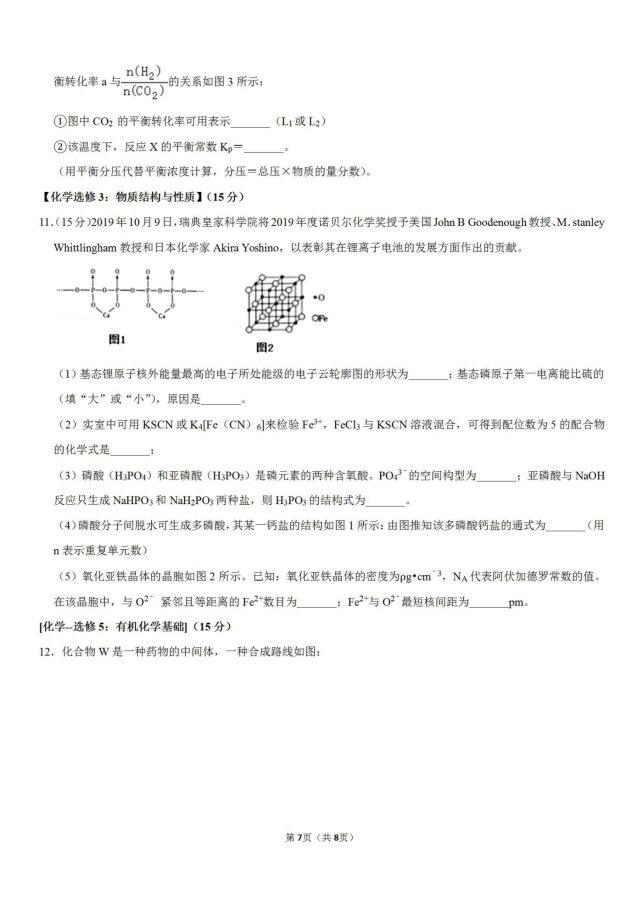 衡转化率 a 与n(H₂)/n(CO₂)的关系如图 3 所示:
①图中 CO₂ 的平衡转化率可用表示_______(L₁或 L₂)
②该温度下,反应 X 的平衡常数 Kₚ=_______。
(用平衡分压代替平衡浓度计算,分压=总压×物质的量分数)。
【化学选修 3:物质结构与性质】(15 分)
11.(15 分)2019 年 10 月 9 日,瑞典皇家科学院将 2019 年度诺贝尔化学奖授予美国 John B Goodenough 教授、M. stanley
Whittlingham 教授和日本化学家 Akira Yoshino,以表彰其在锂离子电池的发展方面作出的贡献。
O O O O
—O—P—O—P—O—P—O—P—O—
O O O O
Ca Ca
●O
○Fe
图1
图2
(1)基态锂原子核外能量最高的电子所处能级的电子云轮廓图的形状为_______;基态磷原子第一电离能比硫的
(填“大”或“小”),原因是_______。
(2)实室中可用 KSCN 或 K₄[Fe(CN)₆]来检验 Fe³⁺,FeCl₃ 与 KSCN 溶液混合,可得到配位数为 5 的配合物
的化学式是_______;
(3)磷酸(H₃PO₄)和亚磷酸(H₃PO₃)是磷元素的两种含氧酸。PO₄³⁻的空间构型为_______;亚磷酸与 NaOH
反应只生成 NaHPO₃ 和 NaH₂PO₃ 两种盐,则 H₃PO₃ 的结构式为_______。
(4)磷酸分子间脱水可生成多磷酸,其某一钙盐的结构如图 1 所示:由图推知该多磷酸钙盐的通式为_______(用
n 表示重复单元数)
(5)氧化亚铁晶体的晶胞如图 2 所示。已知:氧化亚铁晶体的密度为ρg•cm⁻³,N_A 代表阿伏加德罗常数的值。
在该晶胞中,与 O²⁻ 紧邻且等距离的 Fe²⁺数目为_______;Fe²⁺与 O²⁻最短核间距为_______pm。
[化学--选修 5:有机化学基础](15 分)
12.化合物 W 是一种药物的中间体,一种合成路线如图:
第 7页(共 8页)